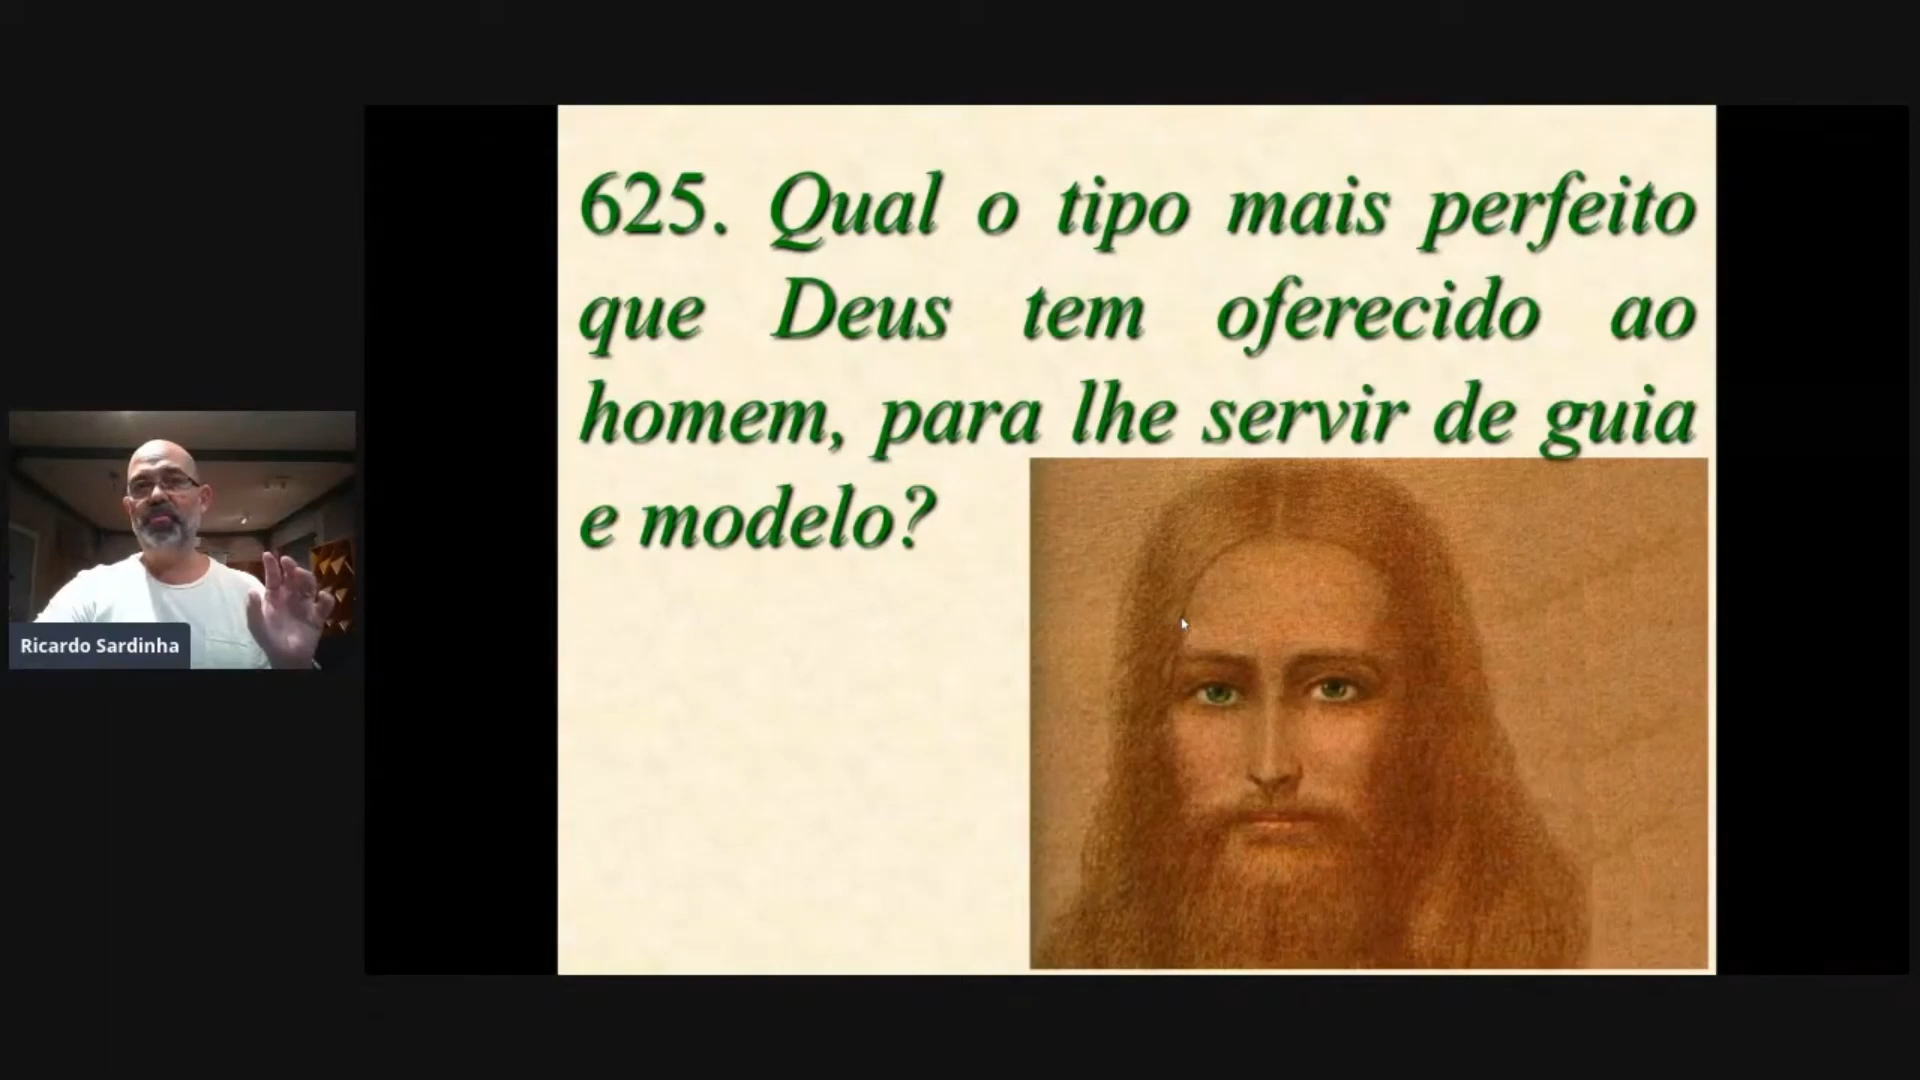 625. Qual o tipo mais perfeito
que Deus tem oferecido ao
homem, para lhe servir de guia
e modelo?
Ricardo Sardinha